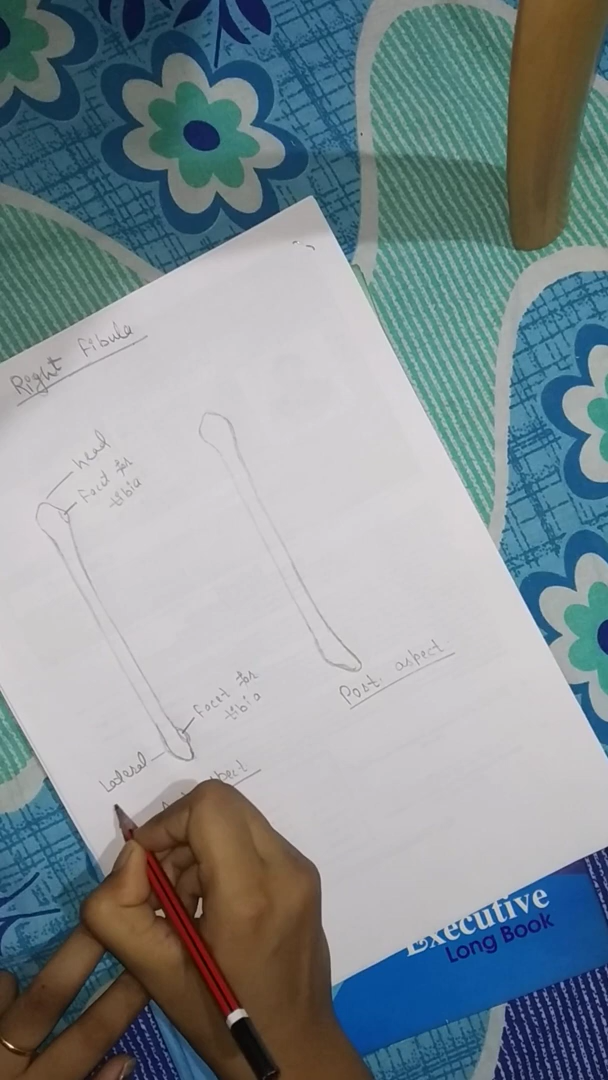 Right Fibula
head
Facet for
tibia
Facet for
tibia
Lateral
Post. aspect
Executive
Long Book